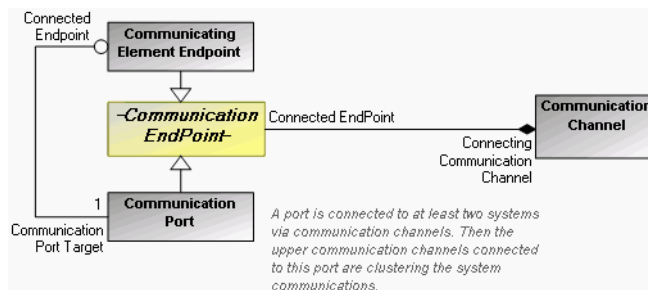 Connected
Endpoint
Communicating
Element Endpoint
Communication
EndPoint
Connected EndPoint
Communication
Channel
Connecting
Communication
Channel
1
Communication
Port
Communication
Port Target
A port is connected to at least two systems
via communication channels. Then the
upper communication channels connected
to this port are clustering the system
communications.